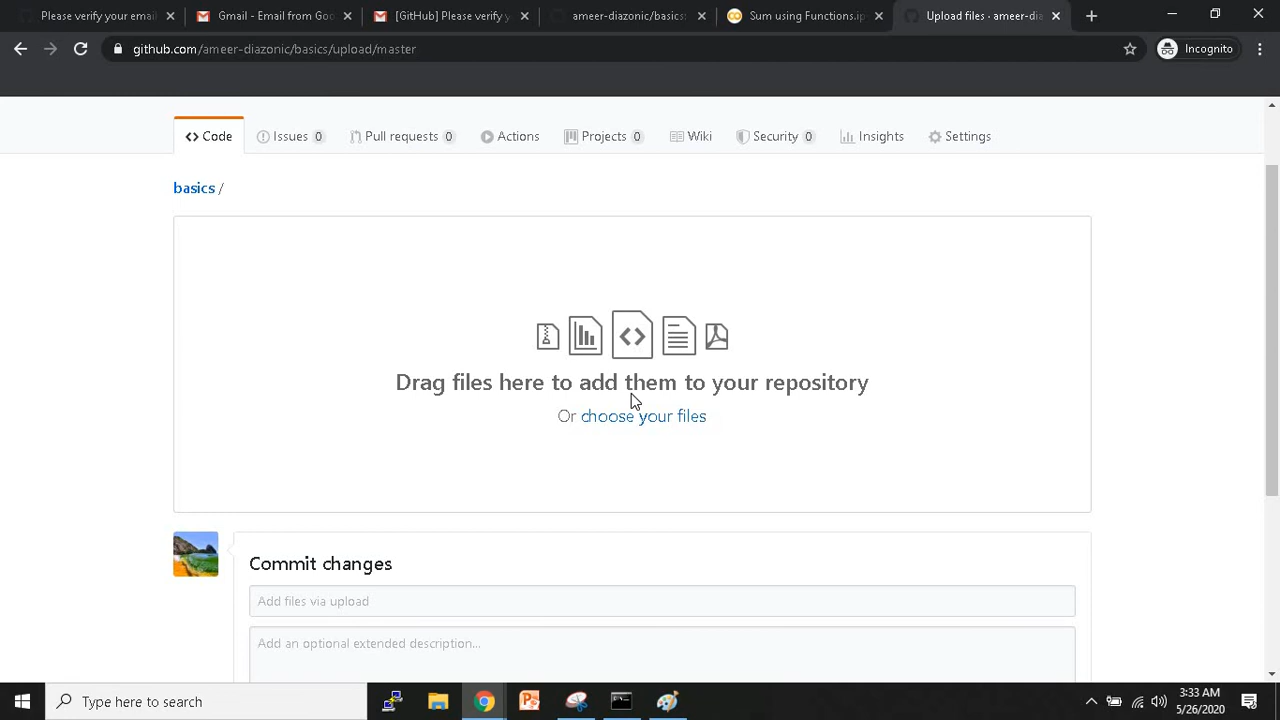 Please verify your email
Gmail - Email from Goo
[GitHub] Please verify y
ameer-diazonic/basics:
Sum using Functions.ip
Upload files · ameer-dia
github.com/ameer-diazonic/basics/upload/master
Incognito
Code
Issues 0
Pull requests 0
Actions
Projects 0
Wiki
Security 0
Insights
Settings
basics /
Drag files here to add them to your repository
Or choose your files
Commit changes
Add files via upload
Add an optional extended description...
Type here to search
3:33 AM
5/26/2020